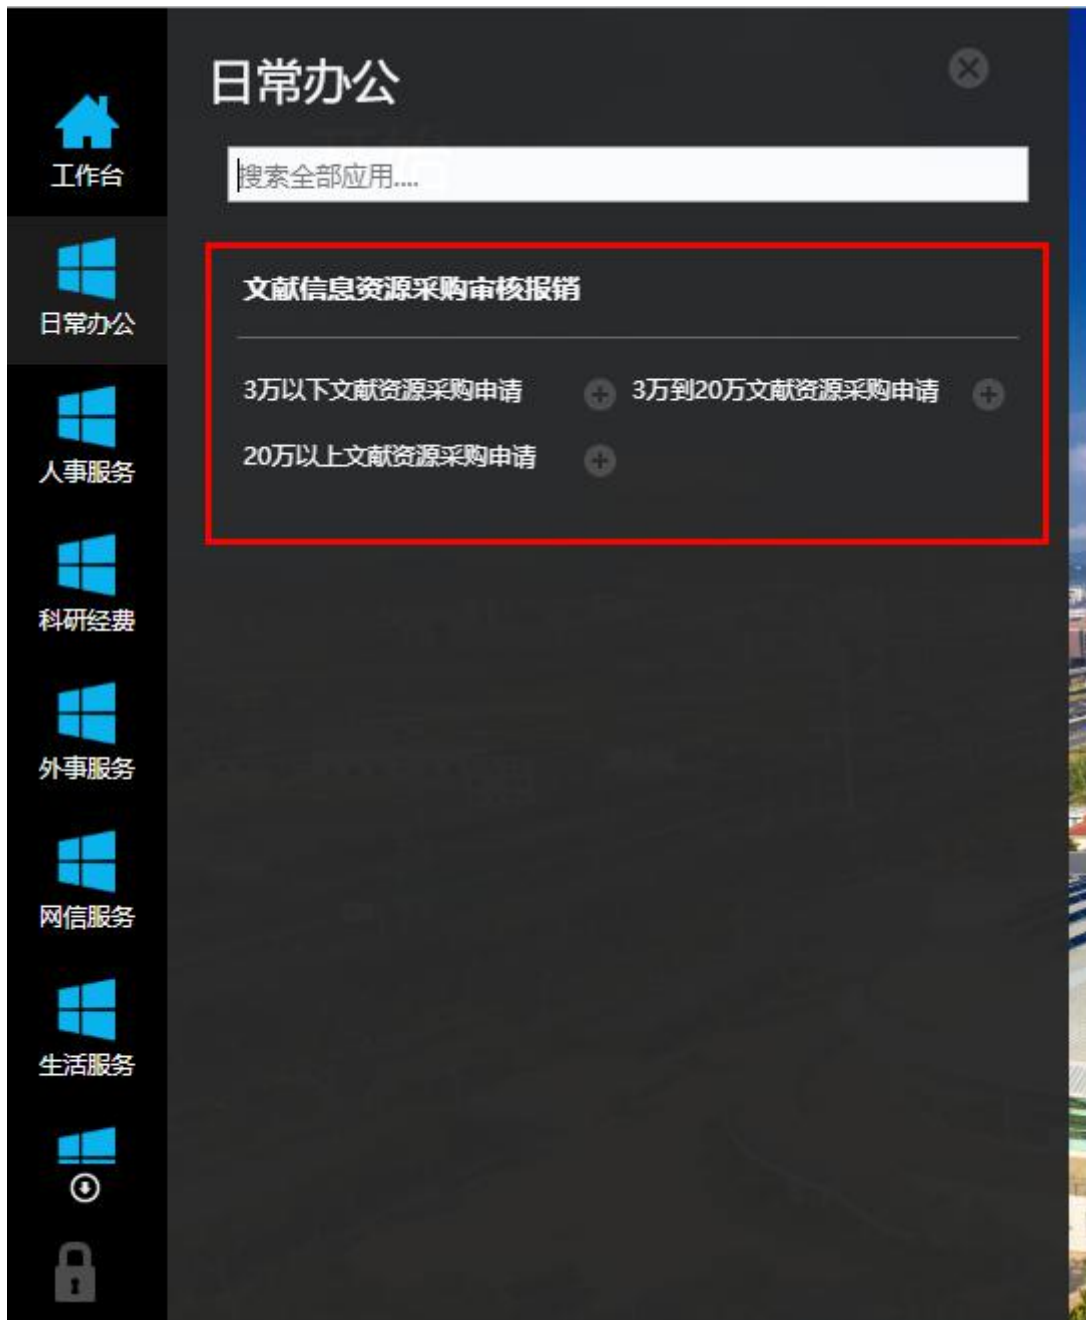 日常办公
搜索全部应用....
工作台
日常办公
人事服务
科研经费
外事服务
网信服务
生活服务
文献信息资源采购审核报销
3万以下文献资源采购申请 3万到20万文献资源采购申请
20万以上文献资源采购申请